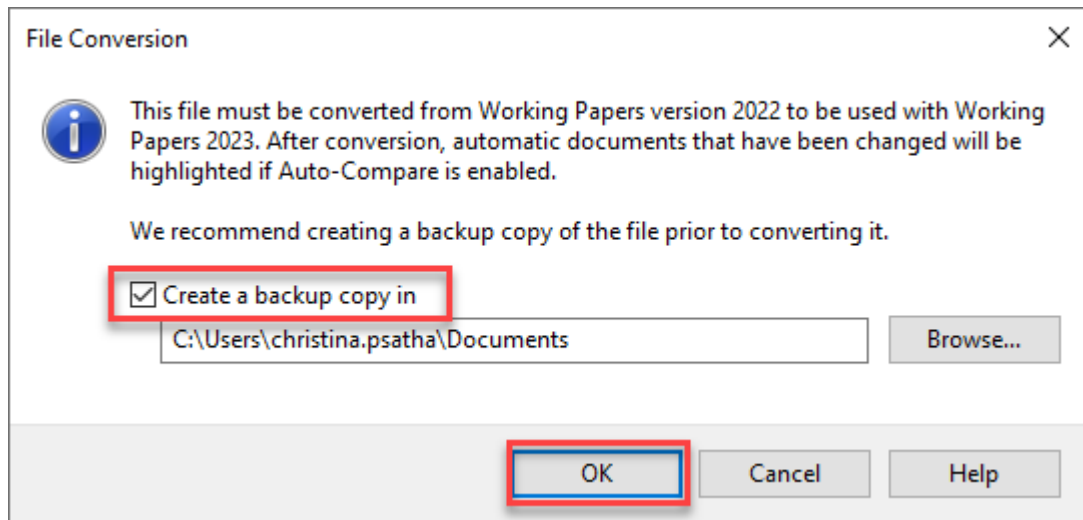 File Conversion
This file must be converted from Working Papers version 2022 to be used with Working
Papers 2023. After conversion, automatic documents that have been changed will be
highlighted if Auto-Compare is enabled.
We recommend creating a backup copy of the file prior to converting it.
Create a backup copy in
C:\Users\christina.psatha\Documents
Browse...
OK
Cancel
Help